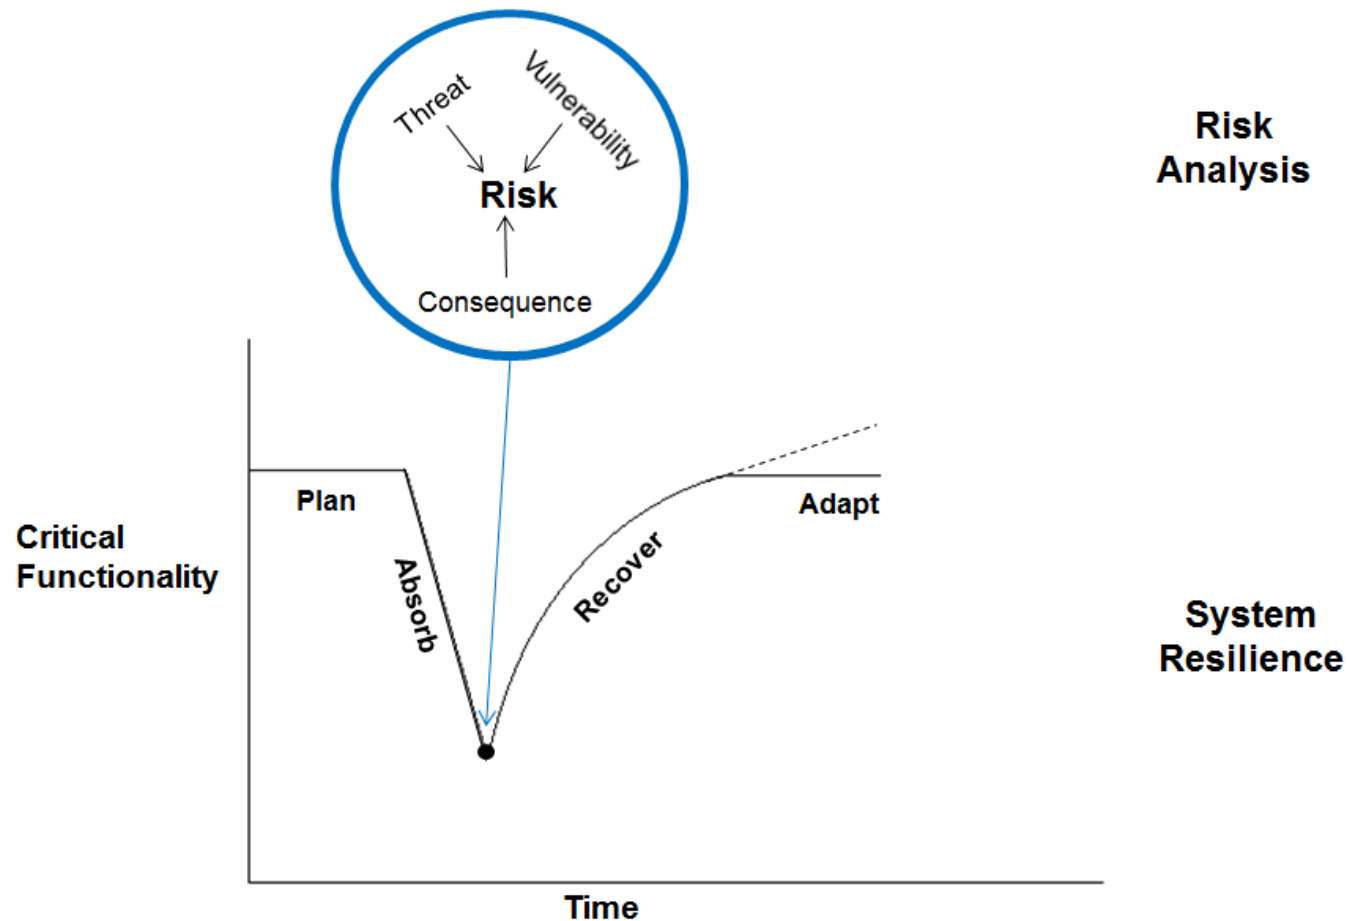 Threat
Vulnerability
Risk
Consequence
Risk
Analysis
Plan
Absorb
Recover
Adapt
Critical
Functionality
System
Resilience
Time